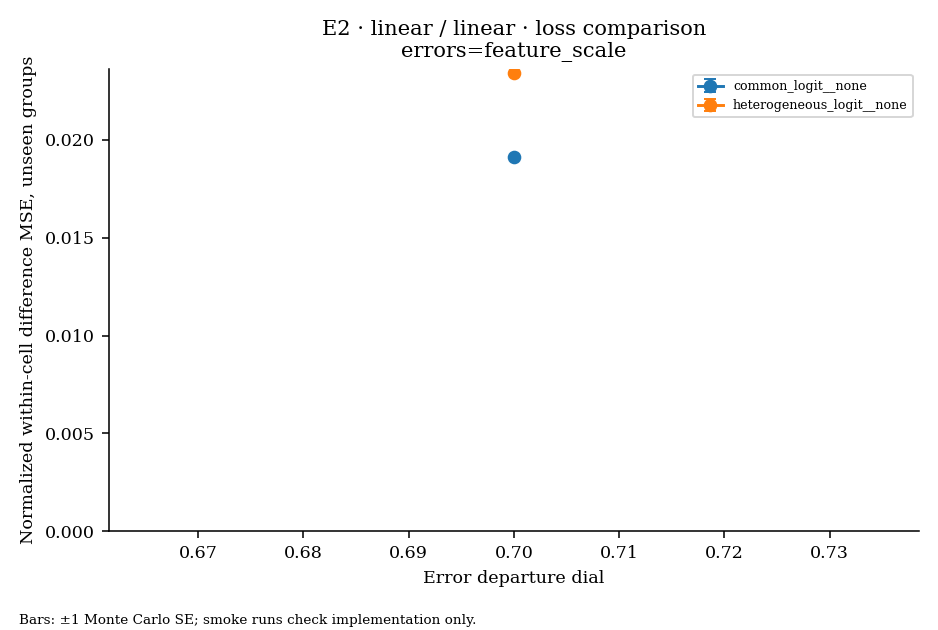 E2 · linear / linear · loss comparison
errors=feature_scale
Normalized within-cell difference MSE, unseen groups
common_logit__none
heterogeneous_logit__none
0.020
0.015
0.010
0.005
0.000
0.67 0.68 0.69 0.70 0.71 0.72 0.73
Error departure dial
Bars: ±1 Monte Carlo SE; smoke runs check implementation only.